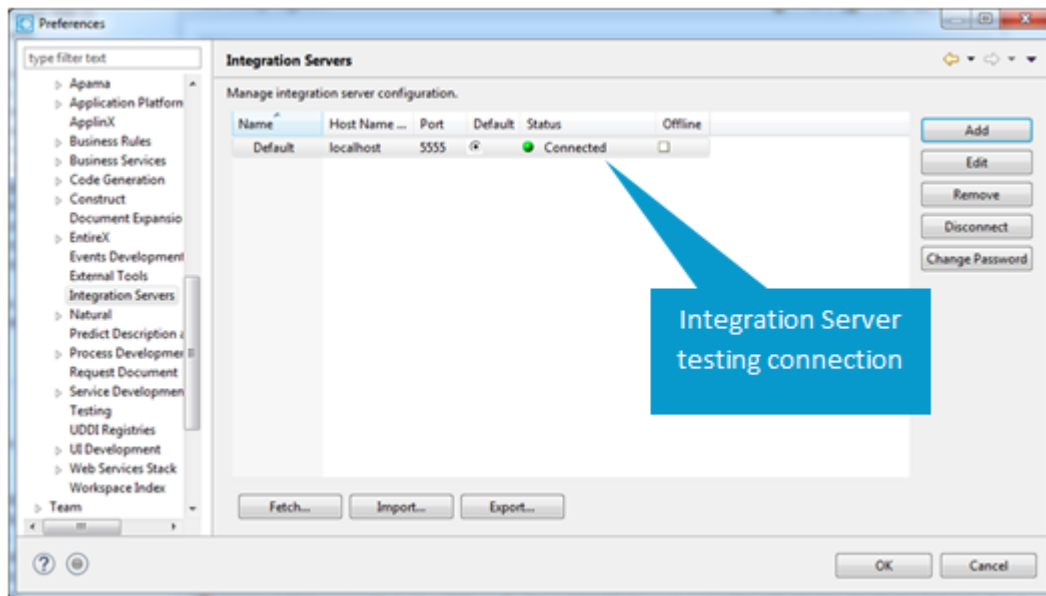 Preferences
type filter text
Apama
Application Platform
ApplinX
Business Rules
Business Services
Code Generation
Construct
Document Expansio
EntireX
Events Development
External Tools
Integration Servers
Natural
Predict Description a
Process Developmen
Request Document
Service Developmen
Testing
UDDI Registries
UI Development
Web Services Stack
Workspace Index
Team
Integration Servers
Manage integration server configuration.
Name Host Name ... Port Default Status Offline
Default localhost 5555 Connected
Add
Edit
Remove
Disconnect
Change Password
Integration Server
testing connection
Fetch... Import... Export...
OK Cancel